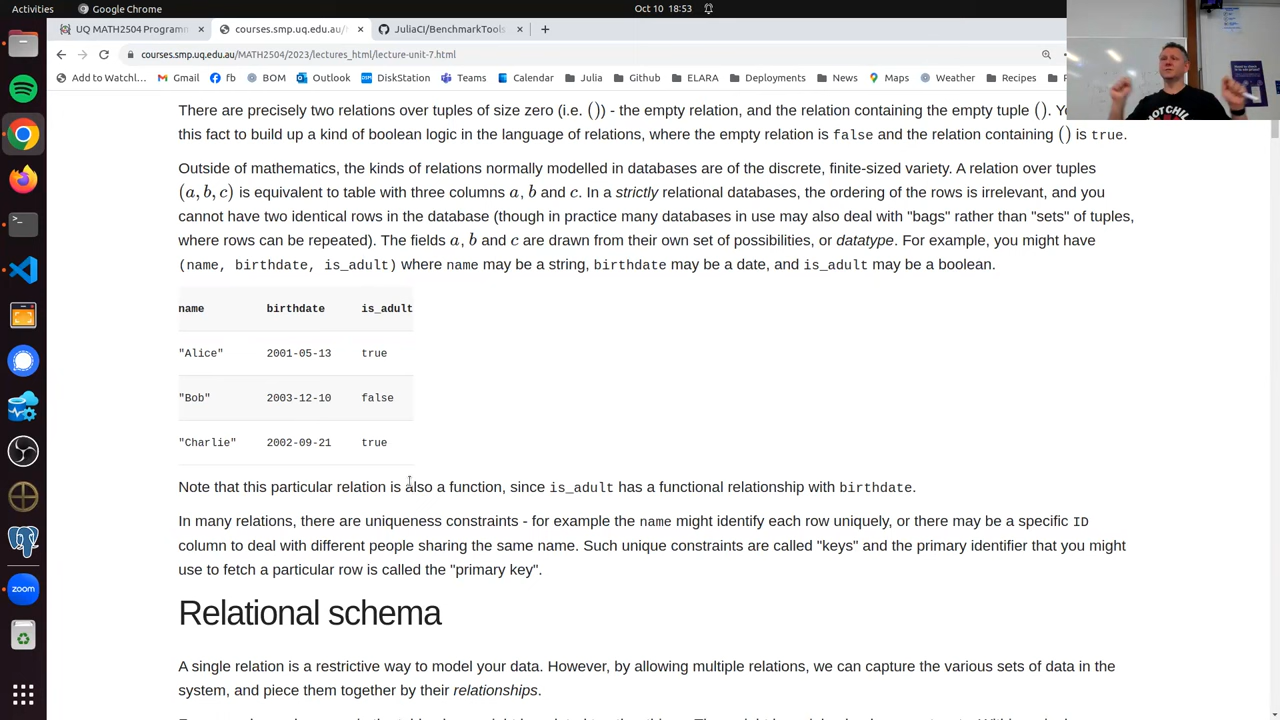 Activities
Google Chrome
Oct 10 18:53
UQ MATH2504 Programm
courses.smp.uq.edu.au/
JuliaCI/BenchmarkTools
courses.smp.uq.edu.au/MATH2504/2023/lectures_html/lecture-unit-7.html
Add to Watchl... Gmail fb BOM Outlook DiskStation Teams Calendar Julia Github ELARA Deployments News Maps Weather Recipes
There are precisely two relations over tuples of size zero (i.e. ()) - the empty relation, and the relation containing the empty tuple ().
this fact to build up a kind of boolean logic in the language of relations, where the empty relation is false and the relation containing () is true.
Outside of mathematics, the kinds of relations normally modelled in databases are of the discrete, finite-sized variety. A relation over tuples
(a, b, c) is equivalent to table with three columns a, b and c. In a strictly relational databases, the ordering of the rows is irrelevant, and you
cannot have two identical rows in the database (though in practice many databases in use may also deal with "bags" rather than "sets" of tuples,
where rows can be repeated). The fields a, b and c are drawn from their own set of possibilities, or datatype. For example, you might have
(name, birthdate, is_adult) where name may be a string, birthdate may be a date, and is_adult may be a boolean.
name birthdate is_adult
"Alice" 2001-05-13 true
"Bob" 2003-12-10 false
"Charlie" 2002-09-21 true
Note that this particular relation is also a function, since is_adult has a functional relationship with birthdate.
In many relations, there are uniqueness constraints - for example the name might identify each row uniquely, or there may be a specific ID
column to deal with different people sharing the same name. Such unique constraints are called "keys" and the primary identifier that you might
use to fetch a particular row is called the "primary key".
Relational schema
A single relation is a restrictive way to model your data. However, by allowing multiple relations, we can capture the various sets of data in the
system, and piece them together by their relationships.
zoom